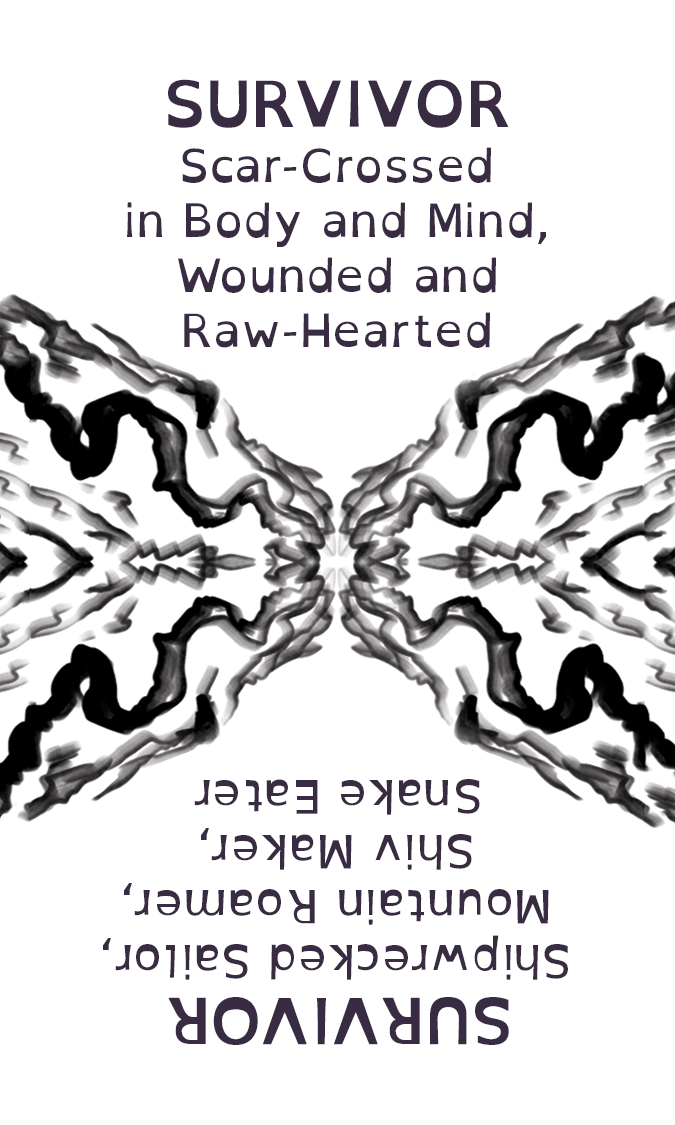 SURVIVOR
Scar-Crossed
in Body and Mind,
Wounded and
Raw-Hearted
SURVIVOR
Shipwrecked Sailor,
Mountain Roamer,
Shiv Maker,
Snake Eater